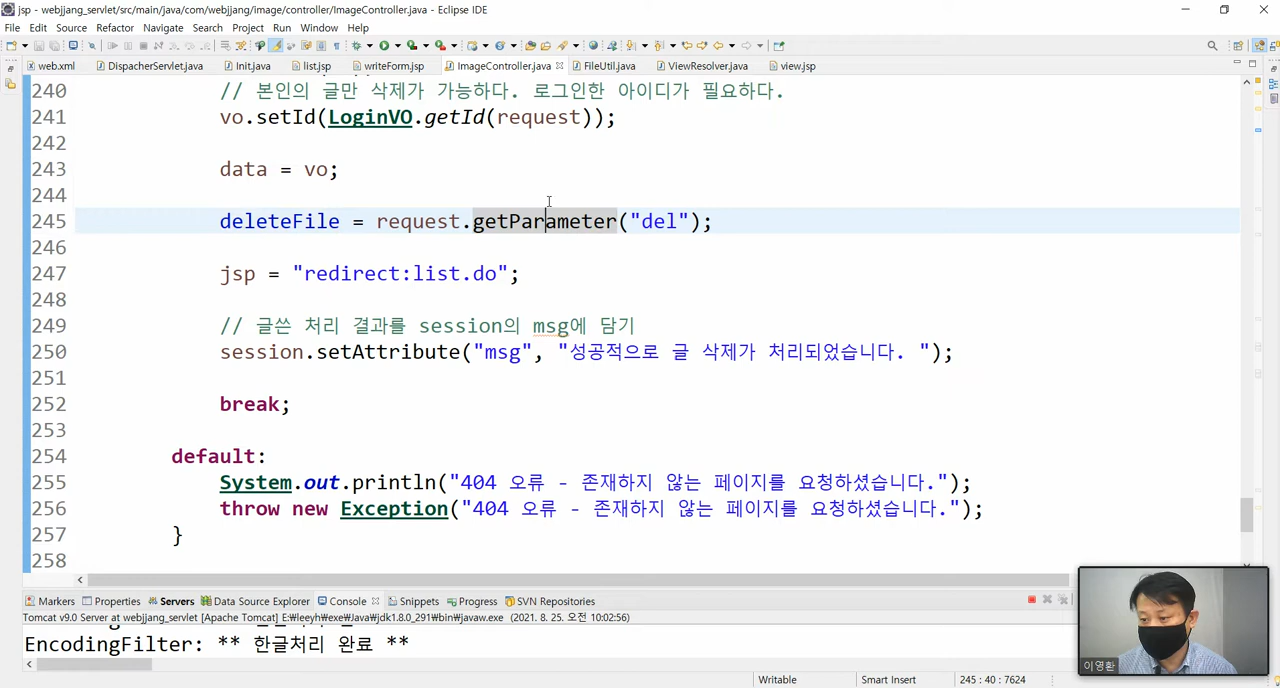 jsp - webjjang_servlet/src/main/java/com/webjjang/image/controller/ImageController.java - Eclipse IDE
File Edit Source Refactor Navigate Search Project Run Window Help
web.xml DispacherServlet.java Init.java list.jsp writeForm.jsp ImageController.java FileUtil.java ViewResolver.java view.jsp
240 // 본인의 글만 삭제가 가능하다. 로그인한 아이디가 필요하다.
241 vo.setId(LoginVO.getId(request));
242
243 data = vo;
244
245 deleteFile = request.getParameter("del");
246
247 jsp = "redirect:list.do";
248
249 // 글쓴 처리 결과를 session의 msg에 담기
250 session.setAttribute("msg", "성공적으로 글 삭제가 처리되었습니다. ");
251
252 break;
253
254 default:
255 System.out.println("404 오류 - 존재하지 않는 페이지를 요청하셨습니다.");
256 throw new Exception("404 오류 - 존재하지 않는 페이지를 요청하셨습니다.");
257 }
258
Markers Properties Servers Data Source Explorer Console Snippets Progress SVN Repositories
Tomcat v9.0 Server at webjjang_servlet [Apache Tomcat] E:\leeyh\exe\Java\jdk1.8.0_291\bin\javaw.exe (2021. 8. 25. 오전 10:02:56)
EncodingFilter: ** 한글처리 완료 **
이영환
Writable Smart Insert 245 : 40 : 7624